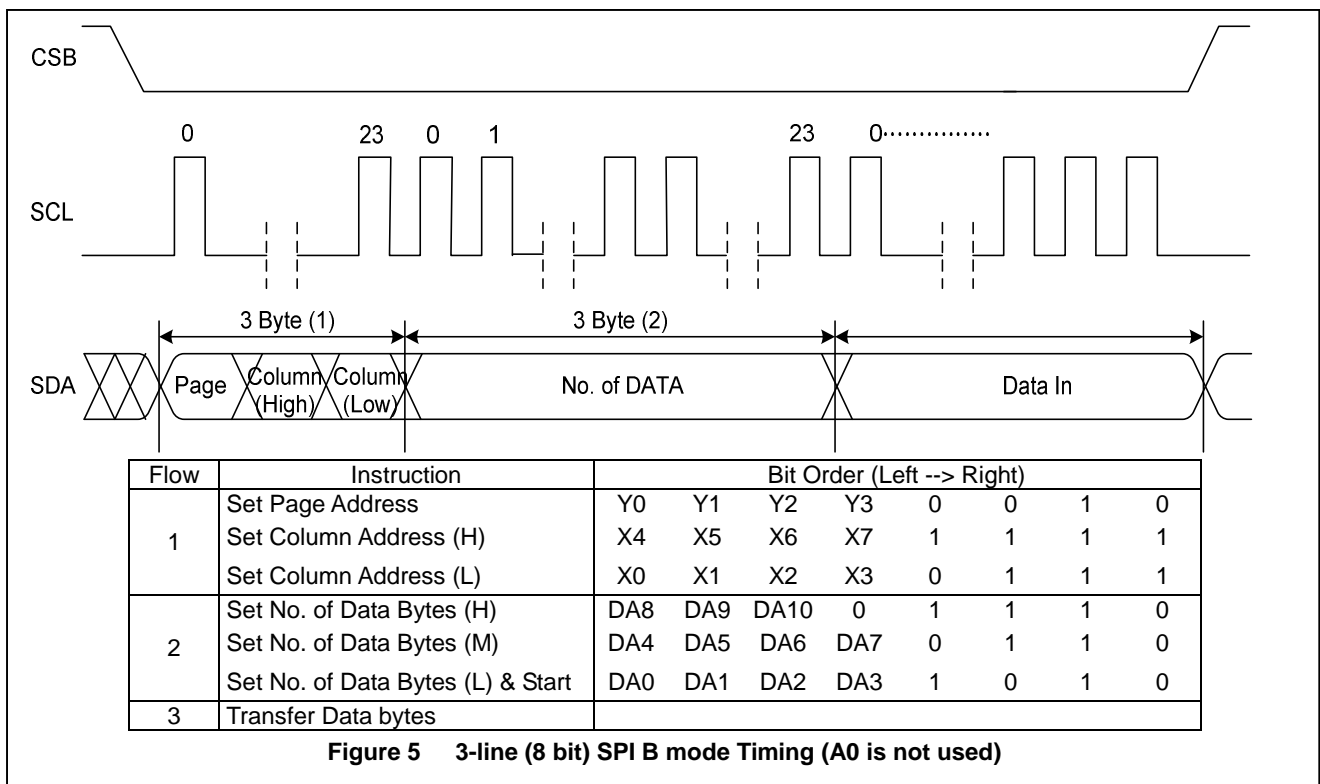 CSB
0 23 0 1 23 0...............
SCL
3 Byte (1) 3 Byte (2)
SDA Page Column (High) Column (Low) No. of DATA Data In
Flow Instruction Bit Order (Left --> Right)
1
Set Page Address Y0 Y1 Y2 Y3 0 0 1 0
Set Column Address (H) X4 X5 X6 X7 1 1 1 1
Set Column Address (L) X0 X1 X2 X3 0 1 1 1
2
Set No. of Data Bytes (H) DA8 DA9 DA10 0 1 1 1 0
Set No. of Data Bytes (M) DA4 DA5 DA6 DA7 0 1 1 0
Set No. of Data Bytes (L) & Start DA0 DA1 DA2 DA3 1 0 1 0
3 Transfer Data bytes
Figure 5 3-line (8 bit) SPI B mode Timing (A0 is not used)